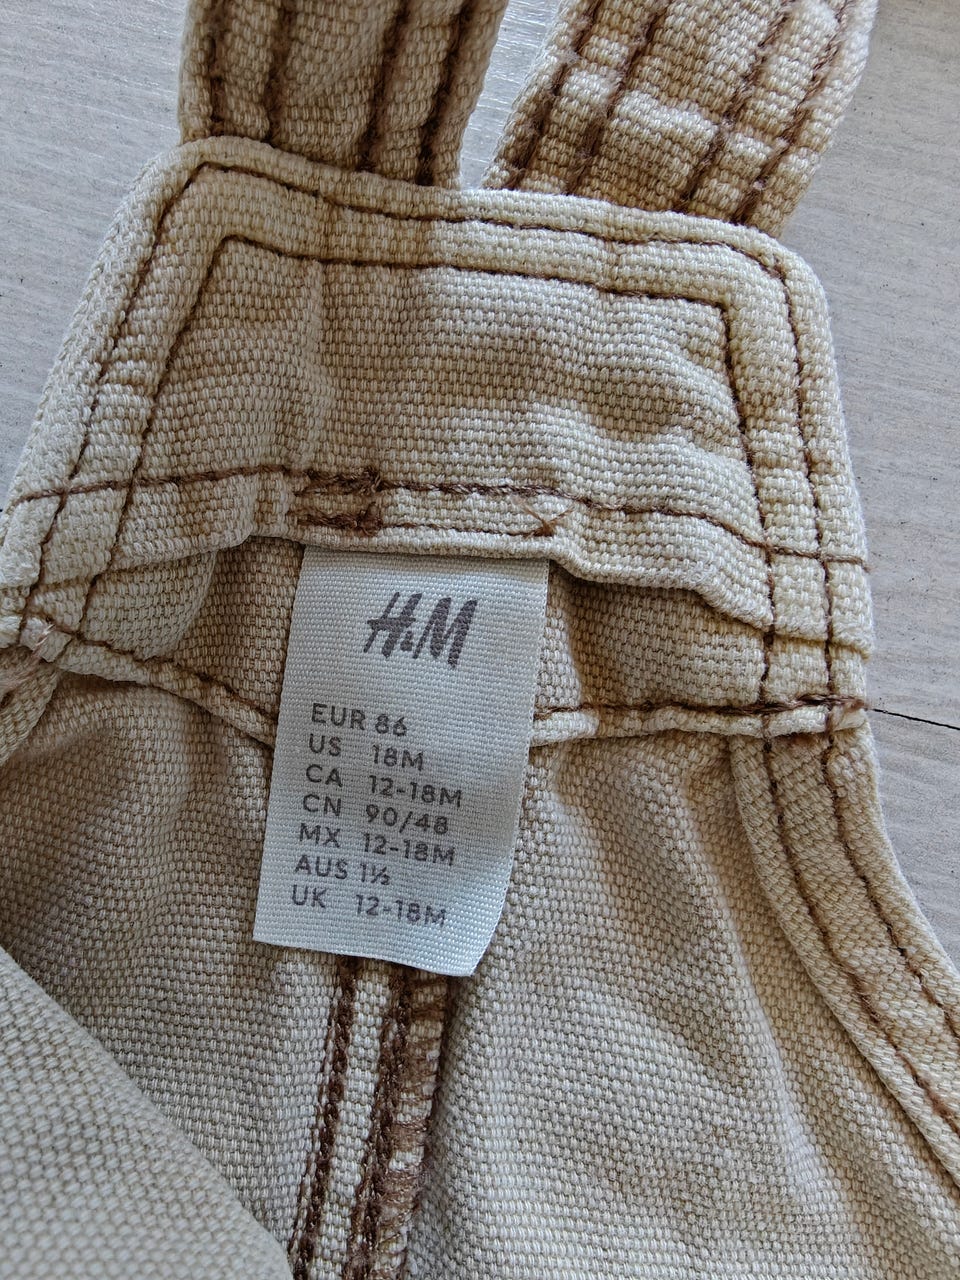 H&M
EUR 86
US 18M
CA 12-18M
CN 90/48
MX 12-18M
AUS 1½
UK 12-18M